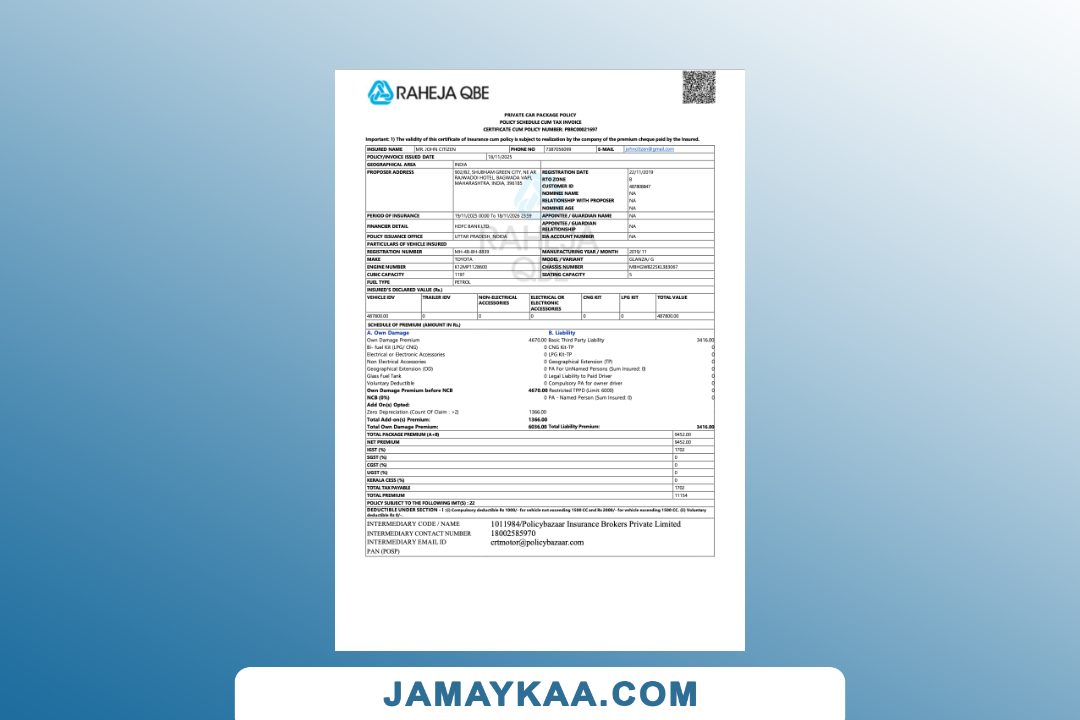 RAHEJA QBE
PRIVATE CAR PACKAGE POLICY
POLICY SCHEDULE CUM TAX INVOICE
CERTIFICATE CUM POLICY NUMBER: PBRC00021697
Important: 1) The validity of this certificate of insurance cum policy is subject to realization by the company of the premium cheque paid by the Insured.
INSURED NAME MR. JOHN CITIZEN PHONE NO 7387056099 E-MAIL johncitizen@gmail.com
POLICY/INVOICE ISSUED DATE 18/11/2025
GEOGRAPHICAL AREA INDIA
PROPOSER ADDRESS 902/B2, SHUBHAM GREEN CITY, NE AR
RAJWADDI HOTEL, BAGWADA VAPI,
MAHARASHTRA, INDIA, 396185
REGISTRATION DATE 22/11/2019
RTO ZONE B
CUSTOMER ID
NOMINEE NAME NA
RELATIONSHIP WITH PROPOSER NA
NOMINEE AGE NA
PERIOD OF INSURANCE 19/11/2025 00:00 To 18/11/2026 23:59 APPOINTEE / GUARDIAN NAME NA
FINANCIER DETAIL HDFC BANK LTD APPOINTEE / GUARDIAN
RELATIONSHIP NA
POLICY ISSUANCE OFFICE UTTAR PRADESH, NOIDA EIA ACCOUNT NUMBER NA
PARTICULARS OF VEHICLE INSURED
REGISTRATION NUMBER MANUFACTURING YEAR / MONTH 2019/ 11
MAKE TOYOTA MODEL / VARIANT GLANZA/ G
ENGINE NUMBER CHASSIS NUMBER
CUBIC CAPACITY 1197 SEATING CAPACITY 5
FUEL TYPE PETROL
INSURED'S DECLARED VALUE (Rs.)
VEHICLE IDV TRAILER IDV NON-ELECTRICAL ACCESSORIES ELECTRICAL OR ELECTRONIC ACCESSORIES CNG KIT LPG KIT TOTAL VALUE
487800.00 0 0 0 0 0 487800.00
SCHEDULE OF PREMIUM (AMOUNT IN Rs.)
A. Own Damage B. Liability
Own Damage Premium 4670.00 Basic Third Party Liability 3416.00
Bi- fuel Kit (LPG/ CNG) 0 CNG Kit-TP 0
Electrical or Electronic Accessories 0 LPG Kit-TP 0
Non Electrical Accessories 0 Geographical Extension (TP) 0
Geographical Extension (OD) 0 PA For UnNamed Persons (Sum Insured: 0) 0
Glass Fuel Tank 0 Legal Liability to Paid Driver 0
Voluntary Deductible 0 Compulsory PA for owner driver 0
Own Damage Premium before NCB 4670.00 Restricted TPPD (Limit 6000) 0
NCB (0%) 0 PA - Named Person (Sum Insured: 0) 0
Add On(s) Opted:
Zero Depreciation (Count Of Claim : >2) 1366.00
Total Add-on(s) Premium: 1366.00
Total Own Damage Premium: 6036.00 Total Liability Premium: 3416.00
TOTAL PACKAGE PREMIUM (A+B) 9452.00
NET PREMIUM 9452.00
IGST (%) 1702
SGST (%) 0
CGST (%) 0
UGST (%) 0
KERALA CESS (%) 0
TOTAL TAX PAYABLE 1702
TOTAL PREMIUM 11154
POLICY SUBJECT TO THE FOLLOWING IMT(S) : 22
DEDUCTIBLE UNDER SECTION - I :(i) Compulsory deductible Rs 1000/- for vehicle not exceeding 1500 CC and Rs 2000/- for vehicle exceeding 1500 CC. (ii) Voluntary
deductible Rs 0/-.
INTERMEDIARY CODE / NAME 1011984/Policybazaar Insurance Brokers Private Limited
INTERMEDIARY CONTACT NUMBER 18002585970
INTERMEDIARY EMAIL ID crtmotor@policybazaar.com
PAN (POSP)
RAHEJA
QBE
JAMAYKAA.COM